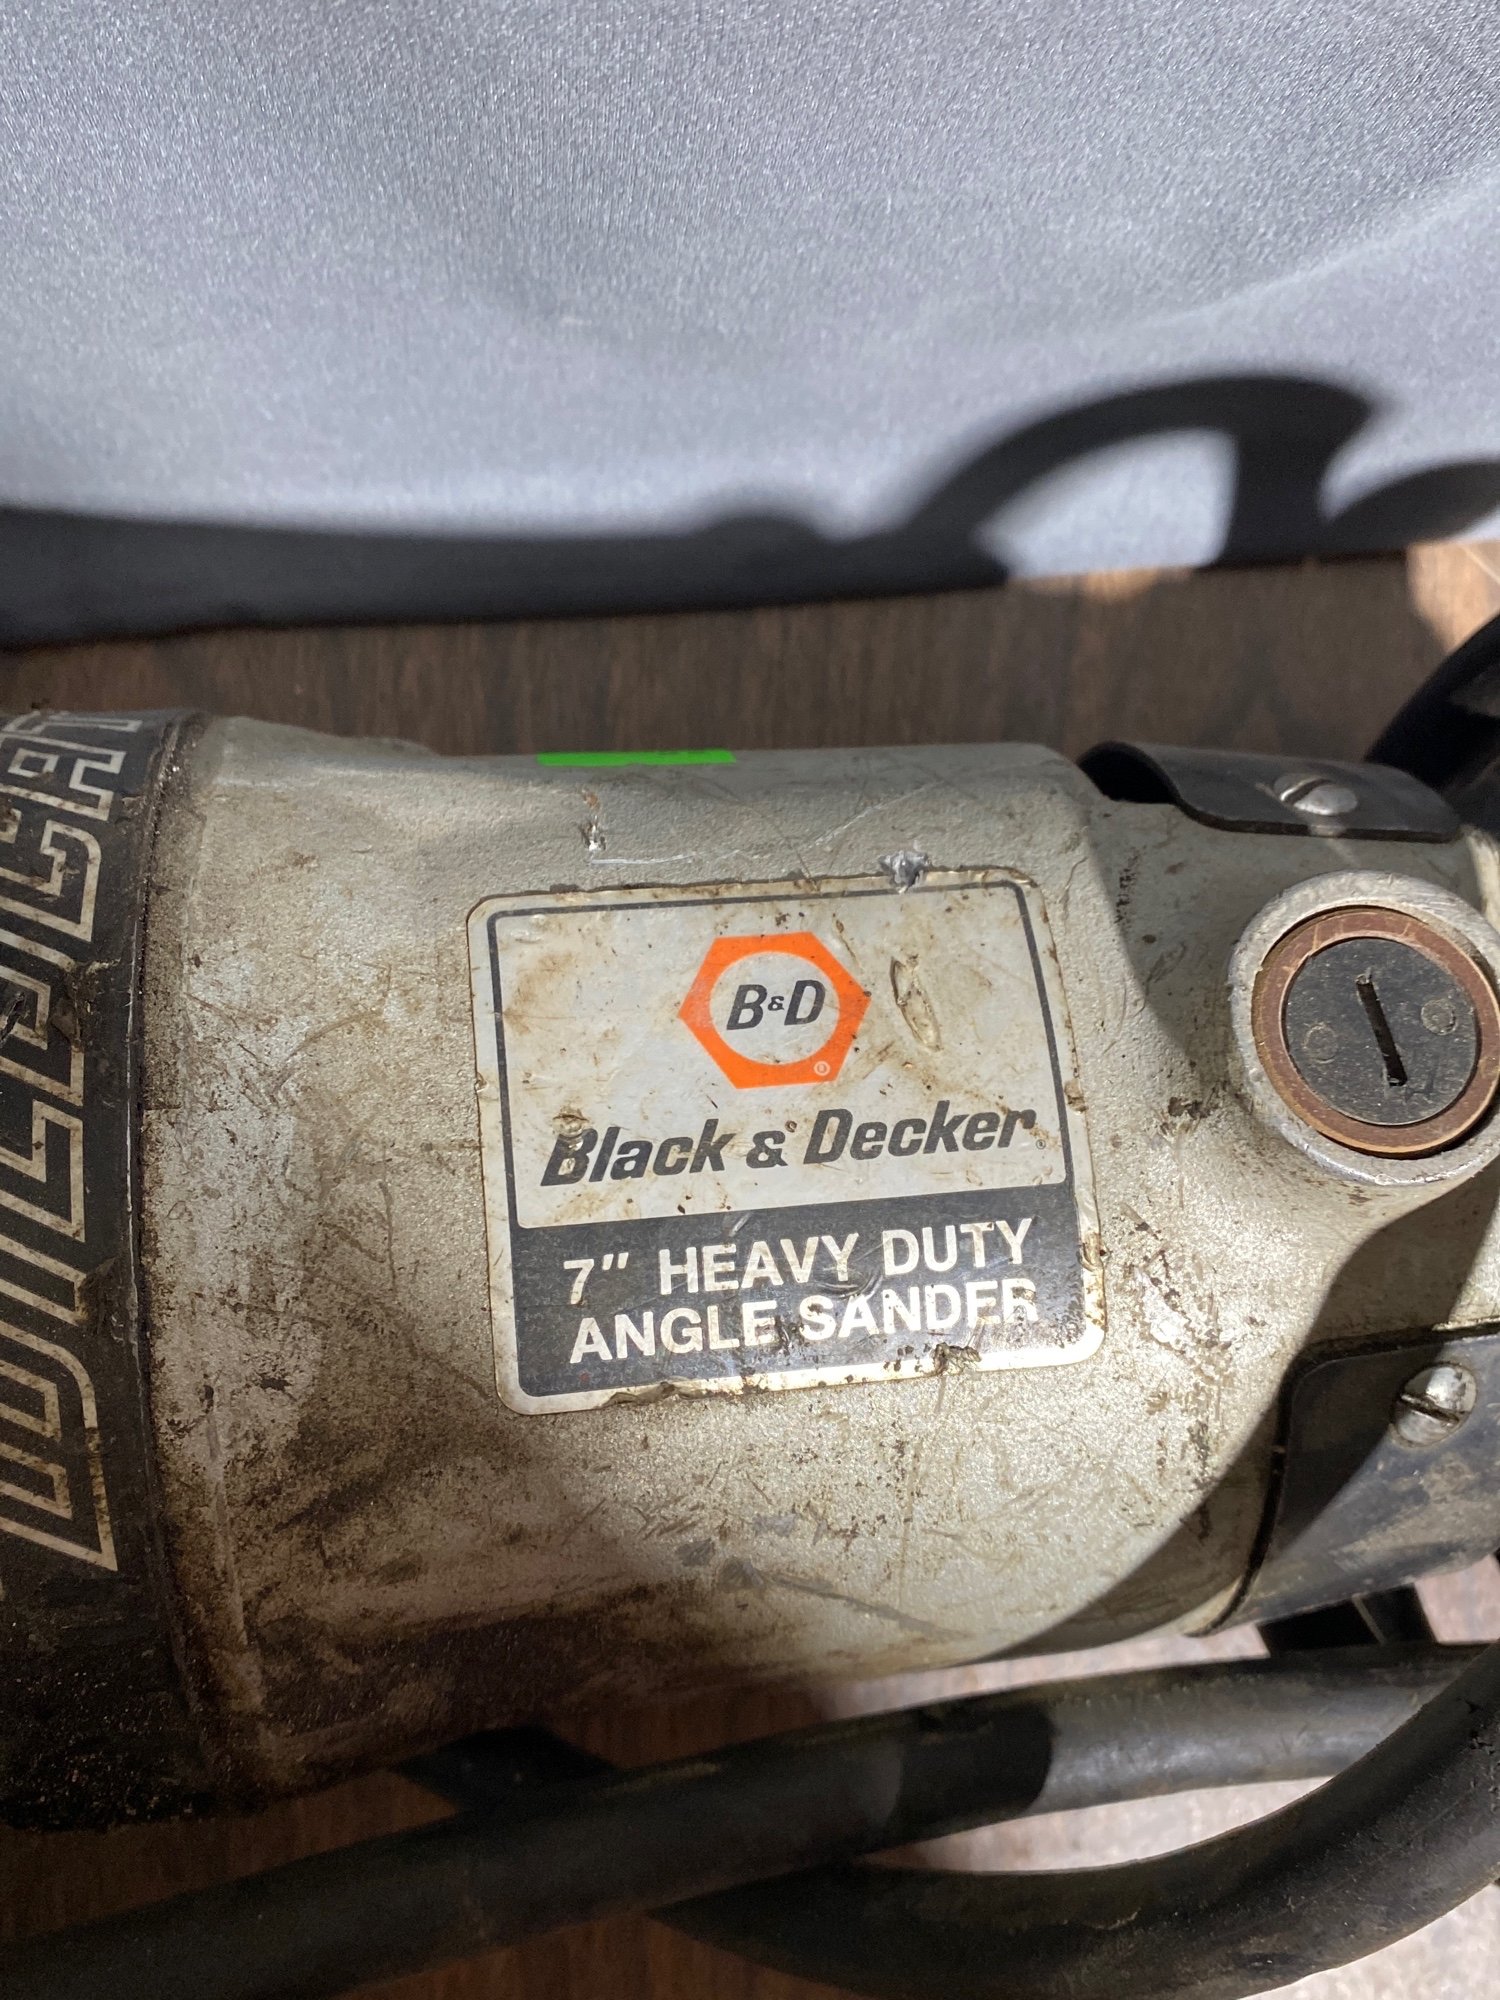 B&D
®
Black & Decker®
7" HEAVY DUTY
ANGLE SANDER